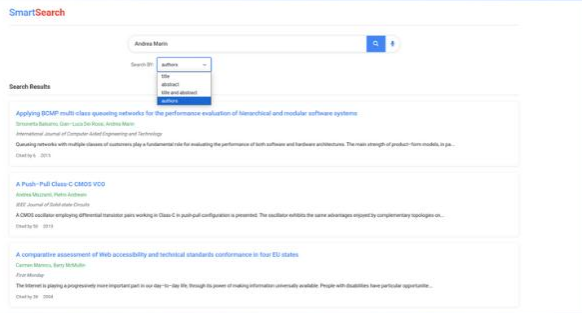 SmartSearch
Andrea Marin
Search BY: authors
title
abstract
title and abstract
authors
Search Results
Applying BCMP multi-class queueing networks for the performance evaluation of hierarchical and modular software systems
Simonetta Balsamo, Gian-Luca Dei Rossi, Andrea Marin
International Journal of Computer Aided Engineering and Technology
Queueing networks with multiple classes of customers play a fundamental role for evaluating the performance of both software and hardware architectures. The main strength of product-form models, in pa...
Cited by 6 2013
A Push-Pull Class-C CMOS VCO
Andrea Mazzanti, Pietro Andreani
IEEE Journal of Solid-state Circuits
A CMOS oscillator employing differential transistor pairs working in Class-C in push-pull configuration is presented. The oscillator exhibits the same advantages enjoyed by complementary topologies on...
Cited by 50 2013
A comparative assessment of Web accessibility and technical standards conformance in four EU states
Carmen Marincu, Barry McMullin
First Monday
The Internet is playing a progressively more important part in our day-to-day life, through its power of making information universally available. People with disabilities have particular opportunitie...
Cited by 2004